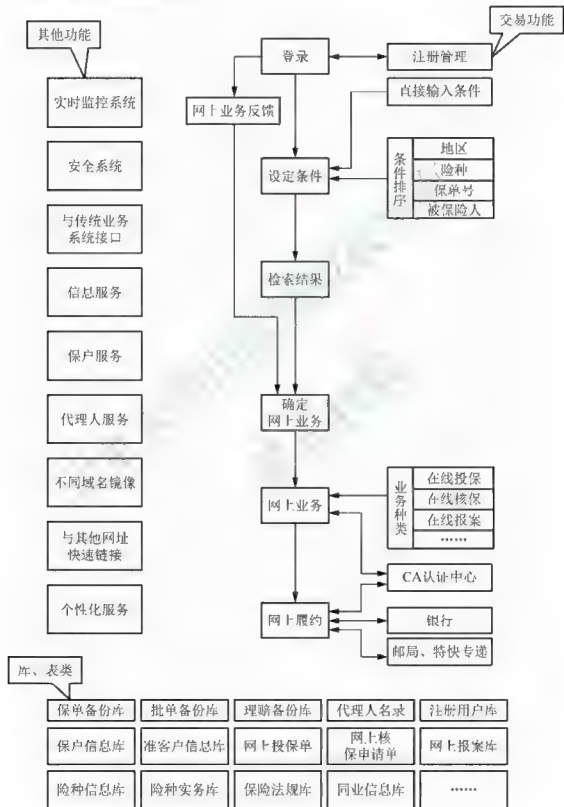 其他功能
交易功能
登录
注册管理
实时监控系统
网上业务反馈
直接输入条件
安全系统
设定条件
条件排序
地区
险种
保单号
被保险人
与传统业务
系统接口
信息服务
检索结果
保户服务
代理人服务
确定
网上业务
不同域名镜像
网上业务
业务种类
在线投保
在线核保
在线报案
……
与其他网址
快速链接
CA认证中心
个性化服务
网上履约
银行
邮局、特快专递
库、表类
保单备份库
批单备份库
理赔备份库
代理人名录
注册用户库
保户信息库
准客户信息库
网上投保单
网上核
保申请单
网上报案库
险种信息库
险种实务库
保险法规库
同业信息库
……